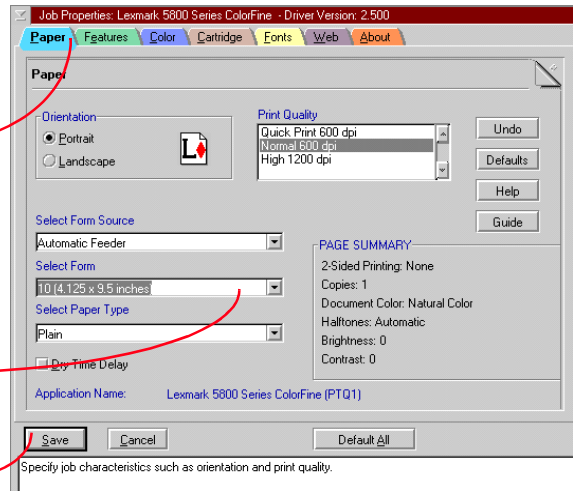 Job Properties: Lexmark 5800 Series ColorFine - Driver Version: 2.500
Paper Features Color Cartridge Fonts Web About
Paper
Orientation
Portrait
Landscape
L
Print Quality
Quick Print 600 dpi
Normal 600 dpi
High 1200 dpi
Undo
Defaults
Help
Guide
Select Form Source
Automatic Feeder
Select Form
10 (4.125 x 9.5 inches)
Select Paper Type
Plain
Dry Time Delay
PAGE SUMMARY
2-Sided Printing: None
Copies: 1
Document Color: Natural Color
Halftones: Automatic
Brightness: 0
Contrast: 0
Application Name: Lexmark 5800 Series ColorFine (PTQ1)
Save Cancel Default All
Specify job characteristics such as orientation and print quality.